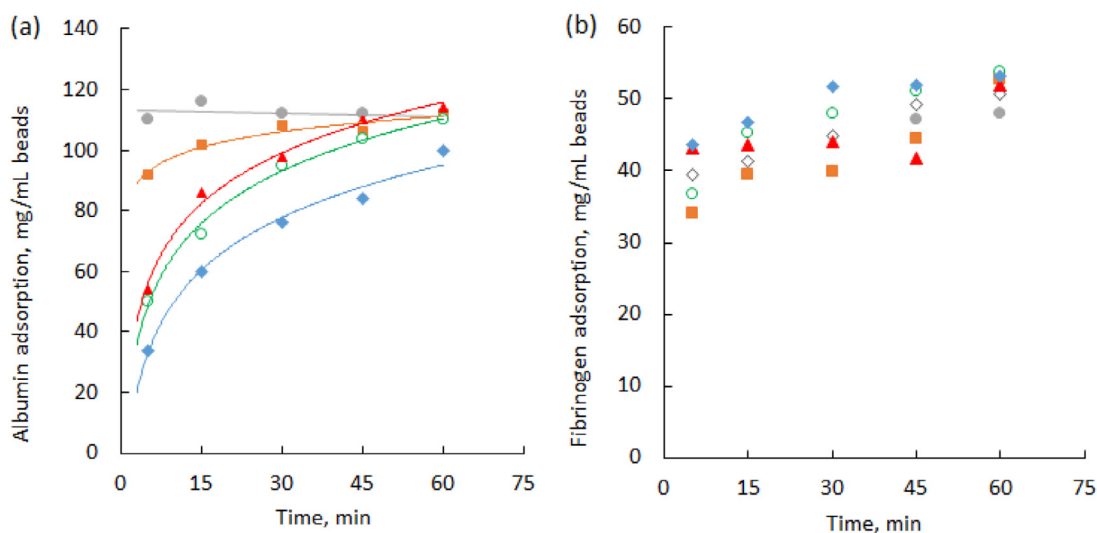 (a)
Albumin adsorption, mg/mL beads
140
120
100
80
60
40
20
0
0 15 30 45 60 75
Time, min
(b)
Fibrinogen adsorption, mg/mL beads
60
50
40
30
20
10
0
0 15 30 45 60 75
Time, min